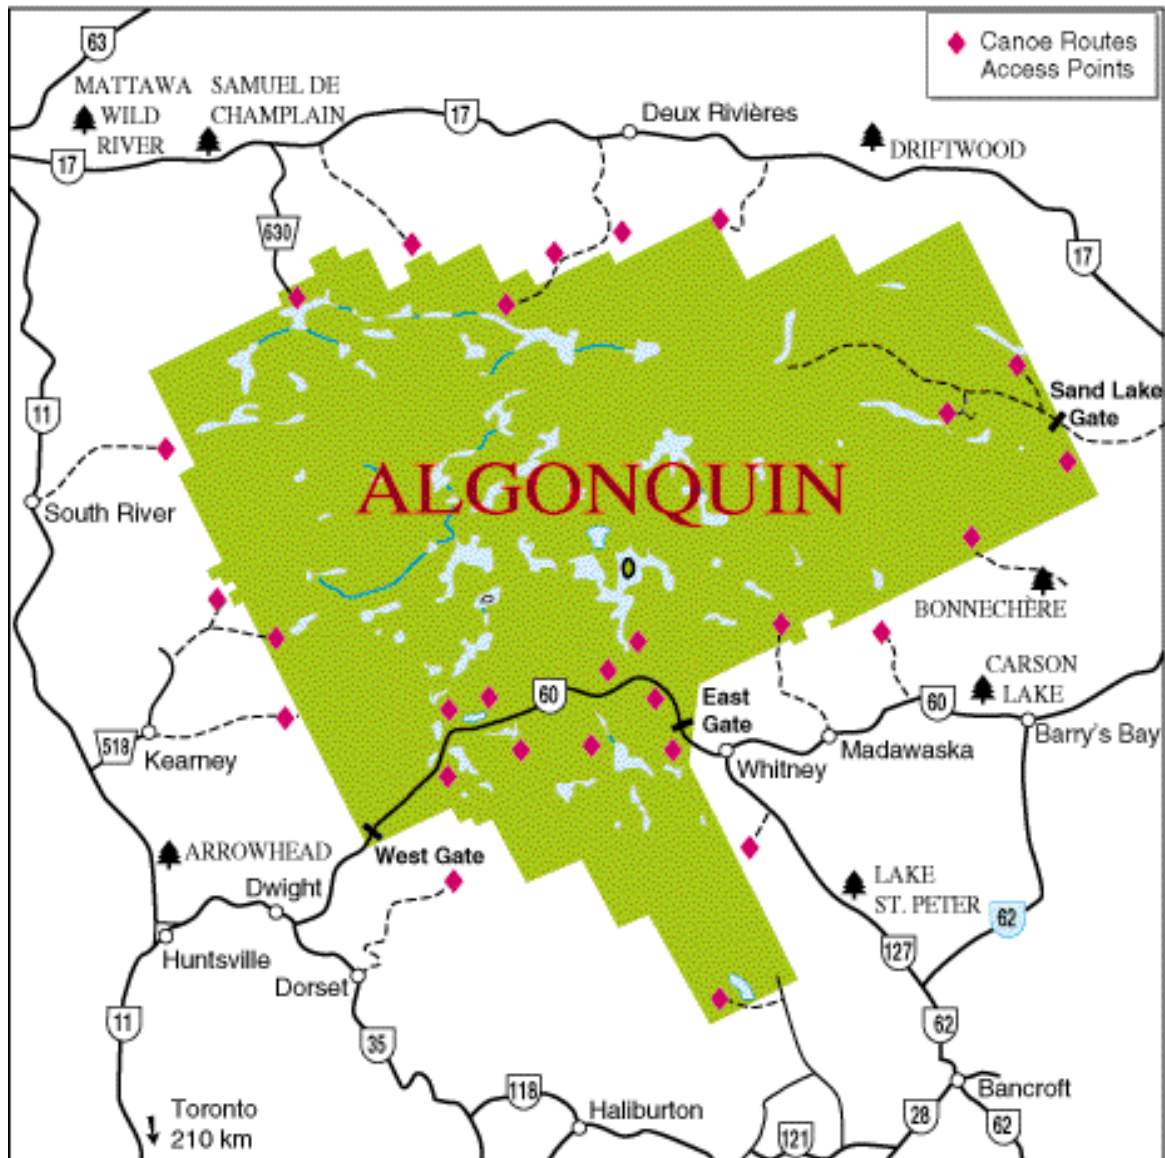 63
Canoe Routes
Access Points
MATTAWA
WILD
RIVER
SAMUEL DE
CHAMPLAIN
17
Deux Rivières
DRIFTWOOD
17
630
17
11
Sand Lake
Gate
South River
ALGONQUIN
BONNECHÈRE
CARSON
LAKE
60
East
Gate
60
518
Kearney
Whitney
Madawaska
Barry's Bay
ARROWHEAD
West Gate
Dwight
LAKE
ST. PETER
62
Huntsville
127
Dorset
11
35
62
Toronto
210 km
118
Haliburton
121
28
Bancroft
62